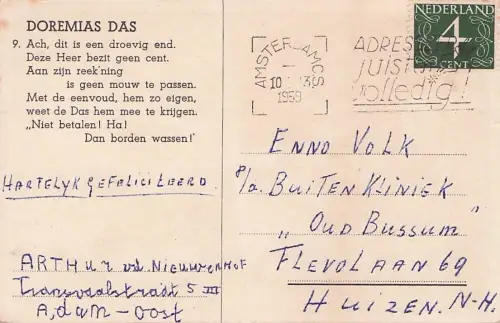 DOREMIAS DAS
9. Ach, dit is een droevig end.
Deze Heer bezit geen cent.
Aan zijn reek'ning
is geen mouw te passen.
Met de eenvoud, hem zo eigen,
weet de Das hem mee te krijgen.
„Niet betalen! Ha!
Dan borden wassen!'
HARTELYK GEFELICITEERD
ARTHUR v.d. NIEUWENHOF
Transvaalstraat 5 III
A,dam-Oost
AMSTERDAM CS
10
1959
ADRES
juist
volledig!
NEDERLAND
4
CENT
ENNO VOLK
P/a BUITENKLINIEK
„OUD BUSSUM"
FLEVOLAAN 69
HUIZEN. N-H.